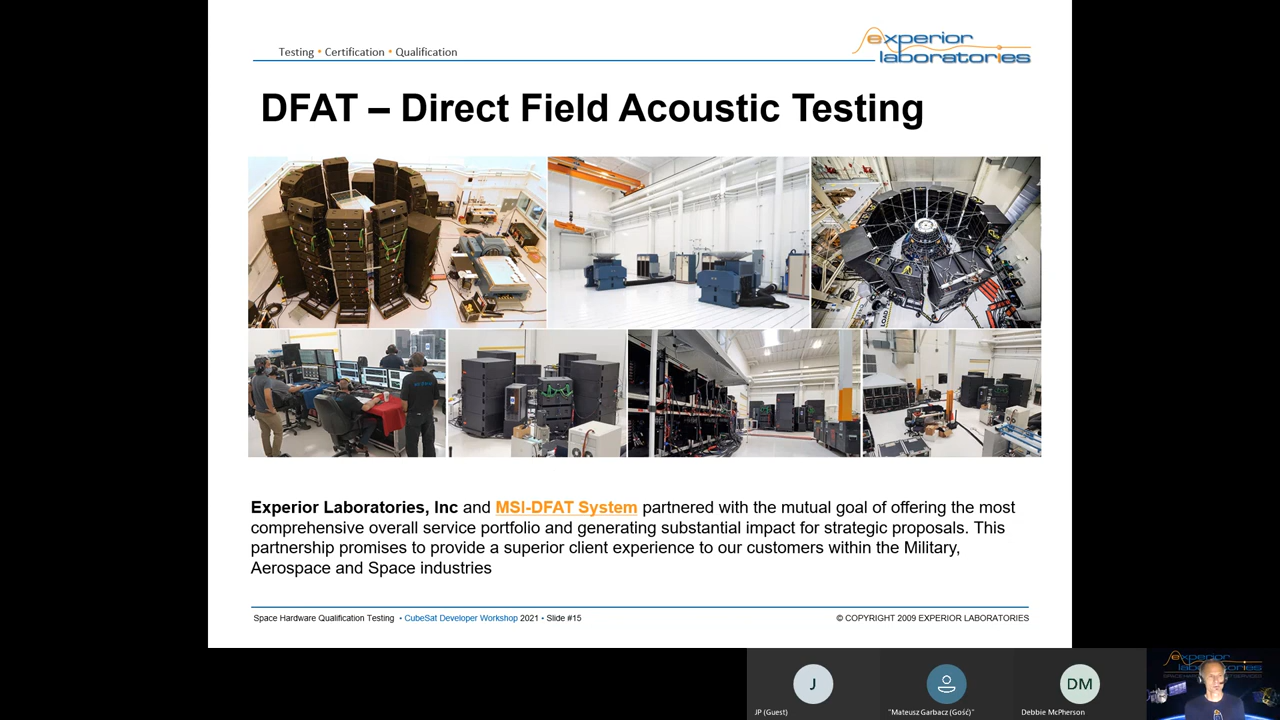 Testing • Certification • Qualification
experior
laboratories
DFAT – Direct Field Acoustic Testing
Experior Laboratories, Inc and MSI-DFAT System partnered with the mutual goal of offering the most
comprehensive overall service portfolio and generating substantial impact for strategic proposals. This
partnership promises to provide a superior client experience to our customers within the Military,
Aerospace and Space industries
Space Hardware Qualification Testing • CubeSat Developer Workshop 2021 • Slide #15
© COPYRIGHT 2009 EXPERIOR LABORATORIES
J
JP (Guest)
"Mateusz Garbacz (Gość)"
DM
Debbie McPherson
experior
laboratories